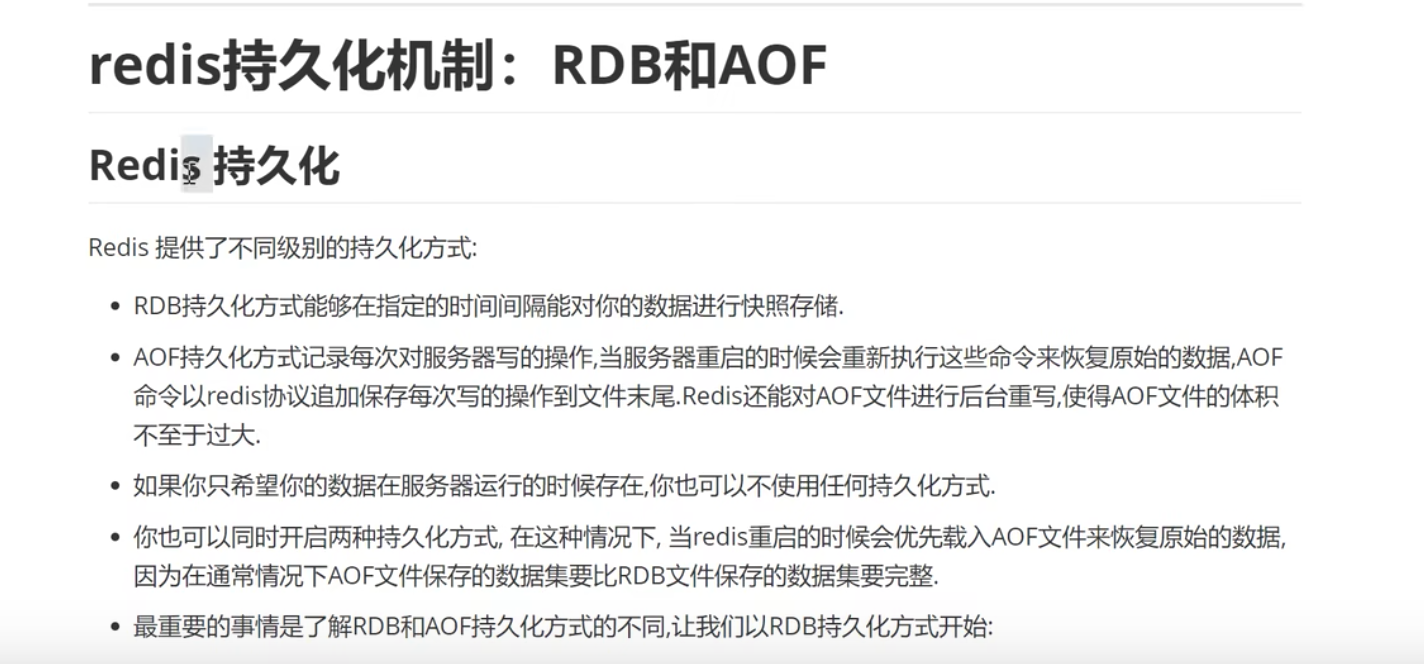 redis持久化机制：RDB和AOF
Redis 持久化
Redis 提供了不同级别的持久化方式:
RDB持久化方式能够在指定的时间间隔能对你的数据进行快照存储.
AOF持久化方式记录每次对服务器写的操作,当服务器重启的时候会重新执行这些命令来恢复原始的数据,AOF
命令以redis协议追加保存每次写的操作到文件末尾.Redis还能对AOF文件进行后台重写,使得AOF文件的体积
不至于过大.
如果你只希望你的数据在服务器运行的时候存在,你也可以不使用任何持久化方式.
你也可以同时开启两种持久化方式, 在这种情况下, 当redis重启的时候会优先载入AOF文件来恢复原始的数据,
因为在通常情况下AOF文件保存的数据集要比RDB文件保存的数据集要完整.
最重要的事情是了解RDB和AOF持久化方式的不同,让我们以RDB持久化方式开始: